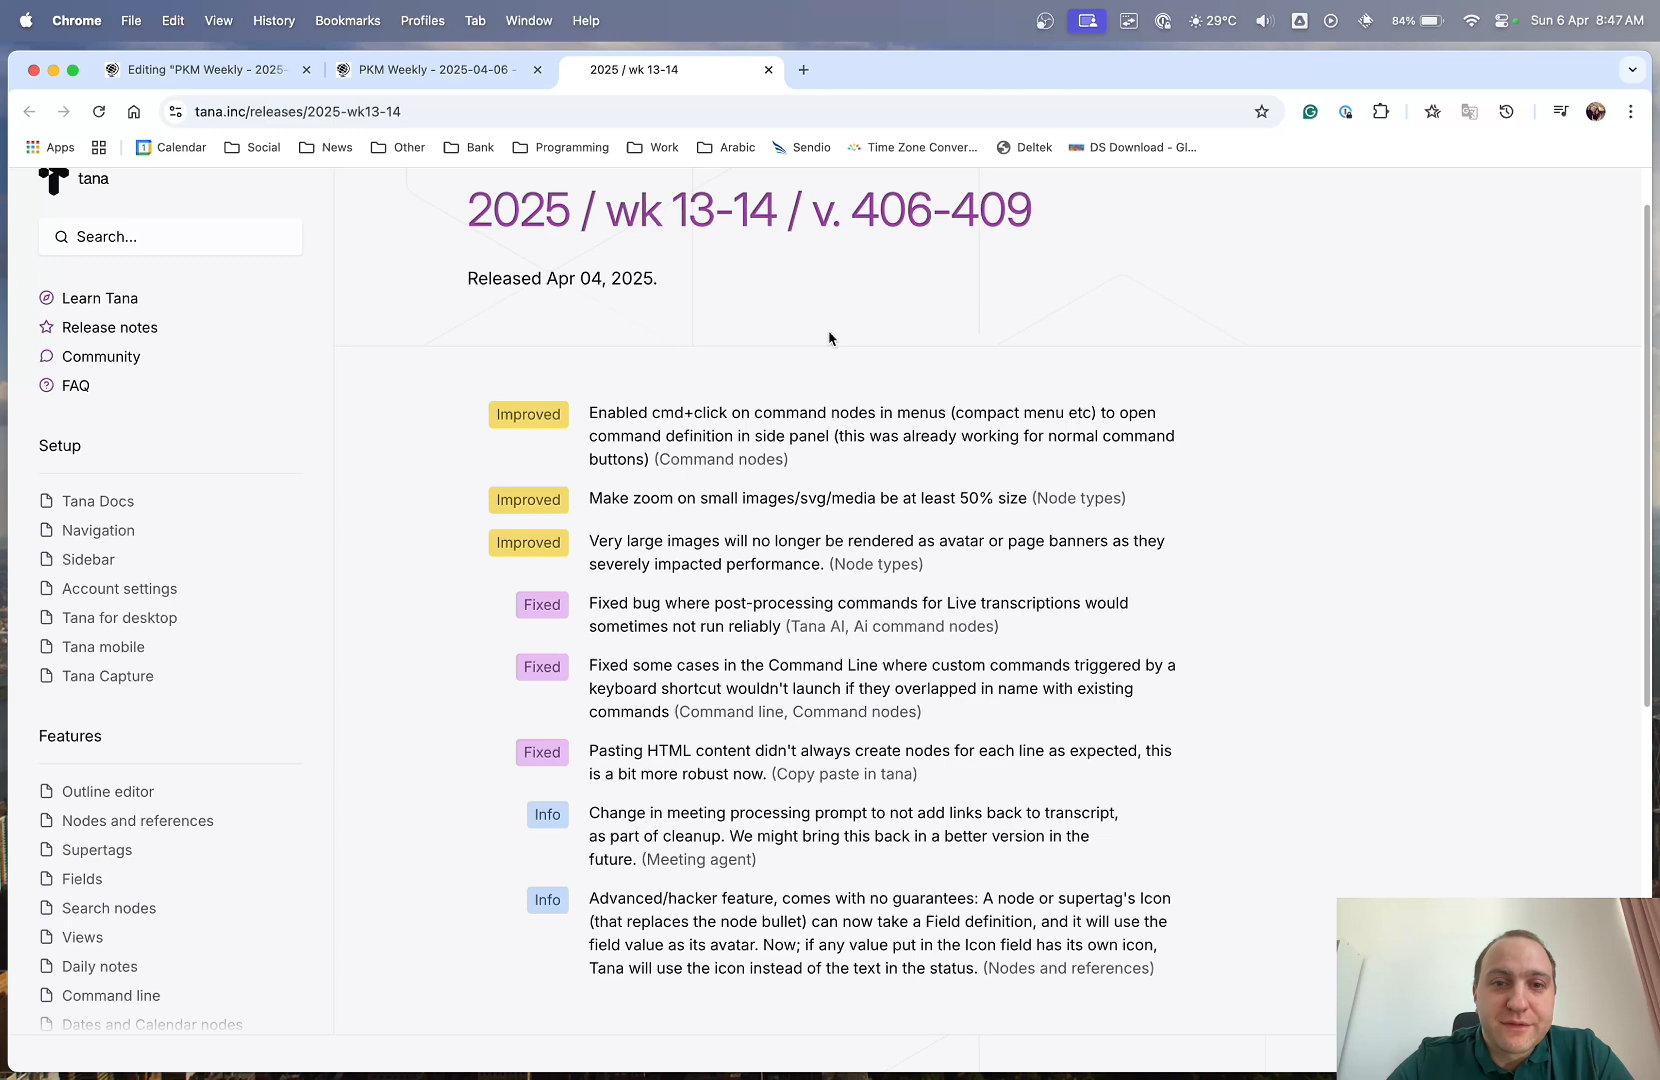 Chrome File Edit View History Bookmarks Profiles Tab Window Help 29°C 84% Sun 6 Apr 8:47 AM
Editing "PKM Weekly - 2025- PKM Weekly - 2025-04-06 - 2025 / wk 13-14
tana.inc/releases/2025-wk13-14
Apps Calendar Social News Other Bank Programming Work Arabic Sendio Time Zone Conver... Deltek DS Download - Gl...
tana
Search...
Learn Tana
Release notes
Community
FAQ
Setup
Tana Docs
Navigation
Sidebar
Account settings
Tana for desktop
Tana mobile
Tana Capture
Features
Outline editor
Nodes and references
Supertags
Fields
Search nodes
Views
Daily notes
Command line
Dates and Calendar nodes
2025 / wk 13-14 / v. 406-409
Released Apr 04, 2025.
Improved Enabled cmd+click on command nodes in menus (compact menu etc) to open
command definition in side panel (this was already working for normal command
buttons) (Command nodes)
Improved Make zoom on small images/svg/media be at least 50% size (Node types)
Improved Very large images will no longer be rendered as avatar or page banners as they
severely impacted performance. (Node types)
Fixed Fixed bug where post-processing commands for Live transcriptions would
sometimes not run reliably (Tana AI, Ai command nodes)
Fixed Fixed some cases in the Command Line where custom commands triggered by a
keyboard shortcut wouldn't launch if they overlapped in name with existing
commands (Command line, Command nodes)
Fixed Pasting HTML content didn't always create nodes for each line as expected, this
is a bit more robust now. (Copy paste in tana)
Info Change in meeting processing prompt to not add links back to transcript,
as part of cleanup. We might bring this back in a better version in the
future. (Meeting agent)
Info Advanced/hacker feature, comes with no guarantees: A node or supertag's Icon
(that replaces the node bullet) can now take a Field definition, and it will use the
field value as its avatar. Now; if any value put in the Icon field has its own icon,
Tana will use the icon instead of the text in the status. (Nodes and references)